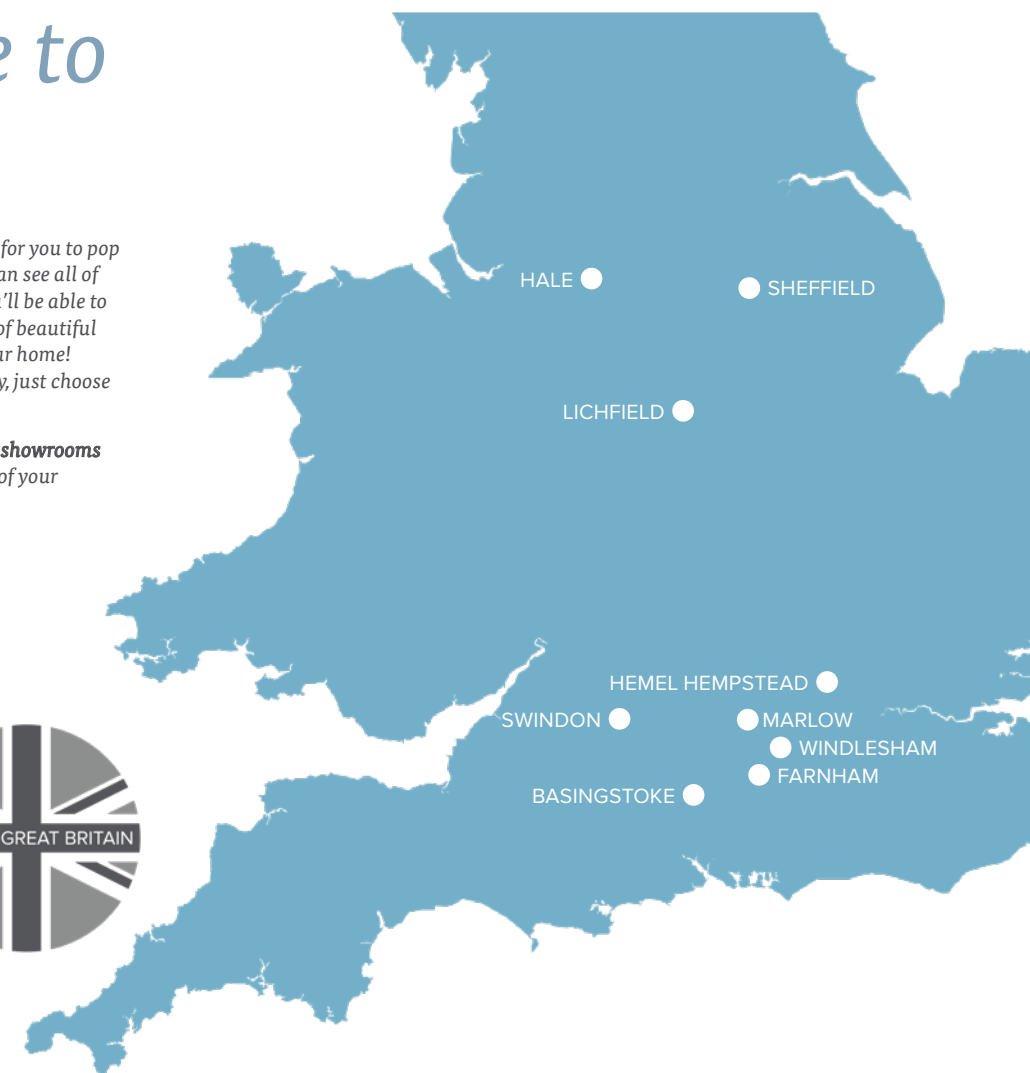 e to
for you to pop
an see all of
'll be able to
of beautiful
ur home!
y, just choose
showrooms
of your
HALE
SHEFFIELD
LICHFIELD
HEMEL HEMPSTEAD
SWINDON
MARLOW
WINDLESHAM
FARNHAM
BASINGSTOKE
GREAT BRITAIN